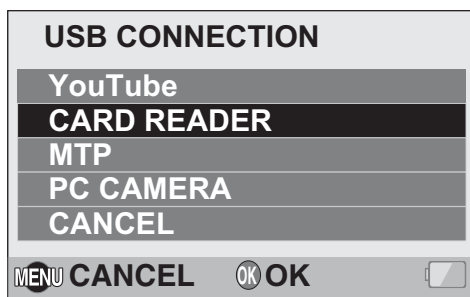 USB CONNECTION
YouTube
CARD READER
MTP
PC CAMERA
CANCEL
MENU CANCEL OK OK